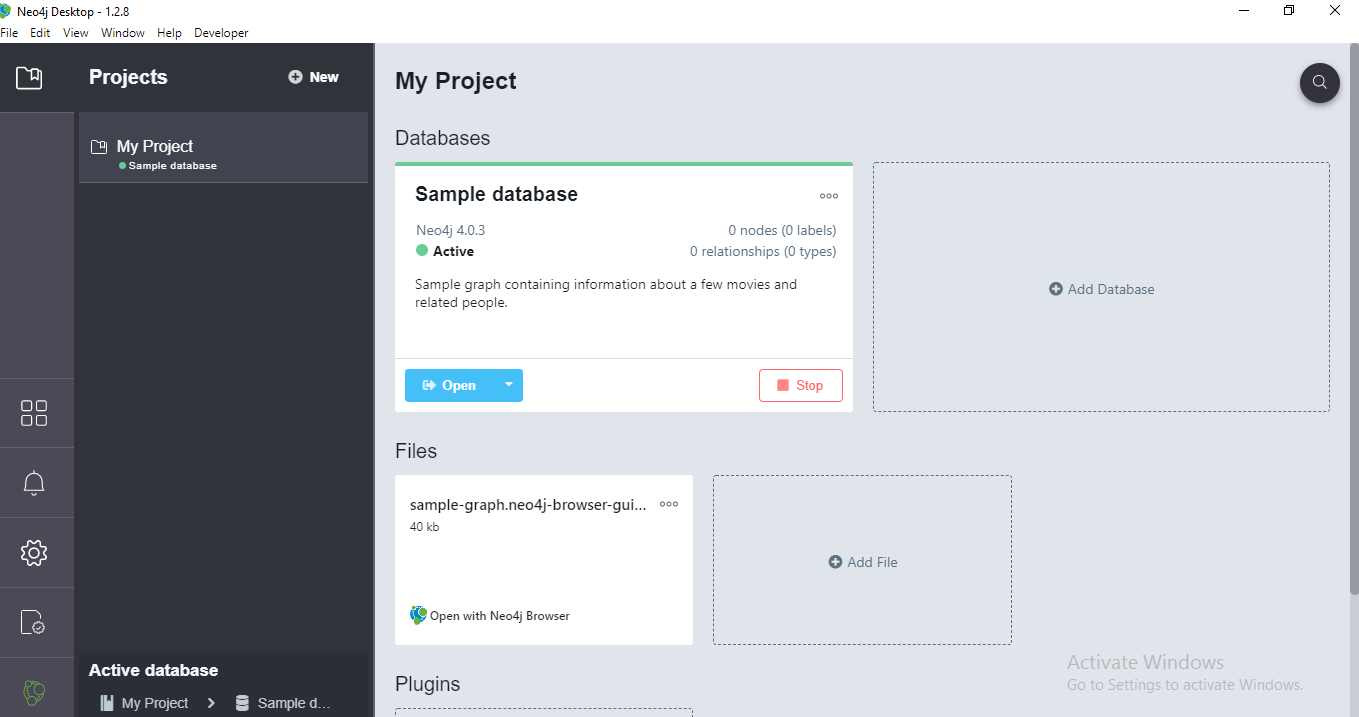 Neo4j Desktop - 1.2.8
File Edit View Window Help Developer
Projects
New
My Project
Sample database
Active database
My Project
Sample d...
My Project
Databases
Sample database
Neo4j 4.0.3
0 nodes (0 labels)
Active
0 relationships (0 types)
Sample graph containing information about a few movies and
related people.
Open
Stop
Add Database
Files
sample-graph.neo4j-browser-gui...
40 kb
Open with Neo4j Browser
Add File
Plugins
Activate Windows
Go to Settings to activate Windows.